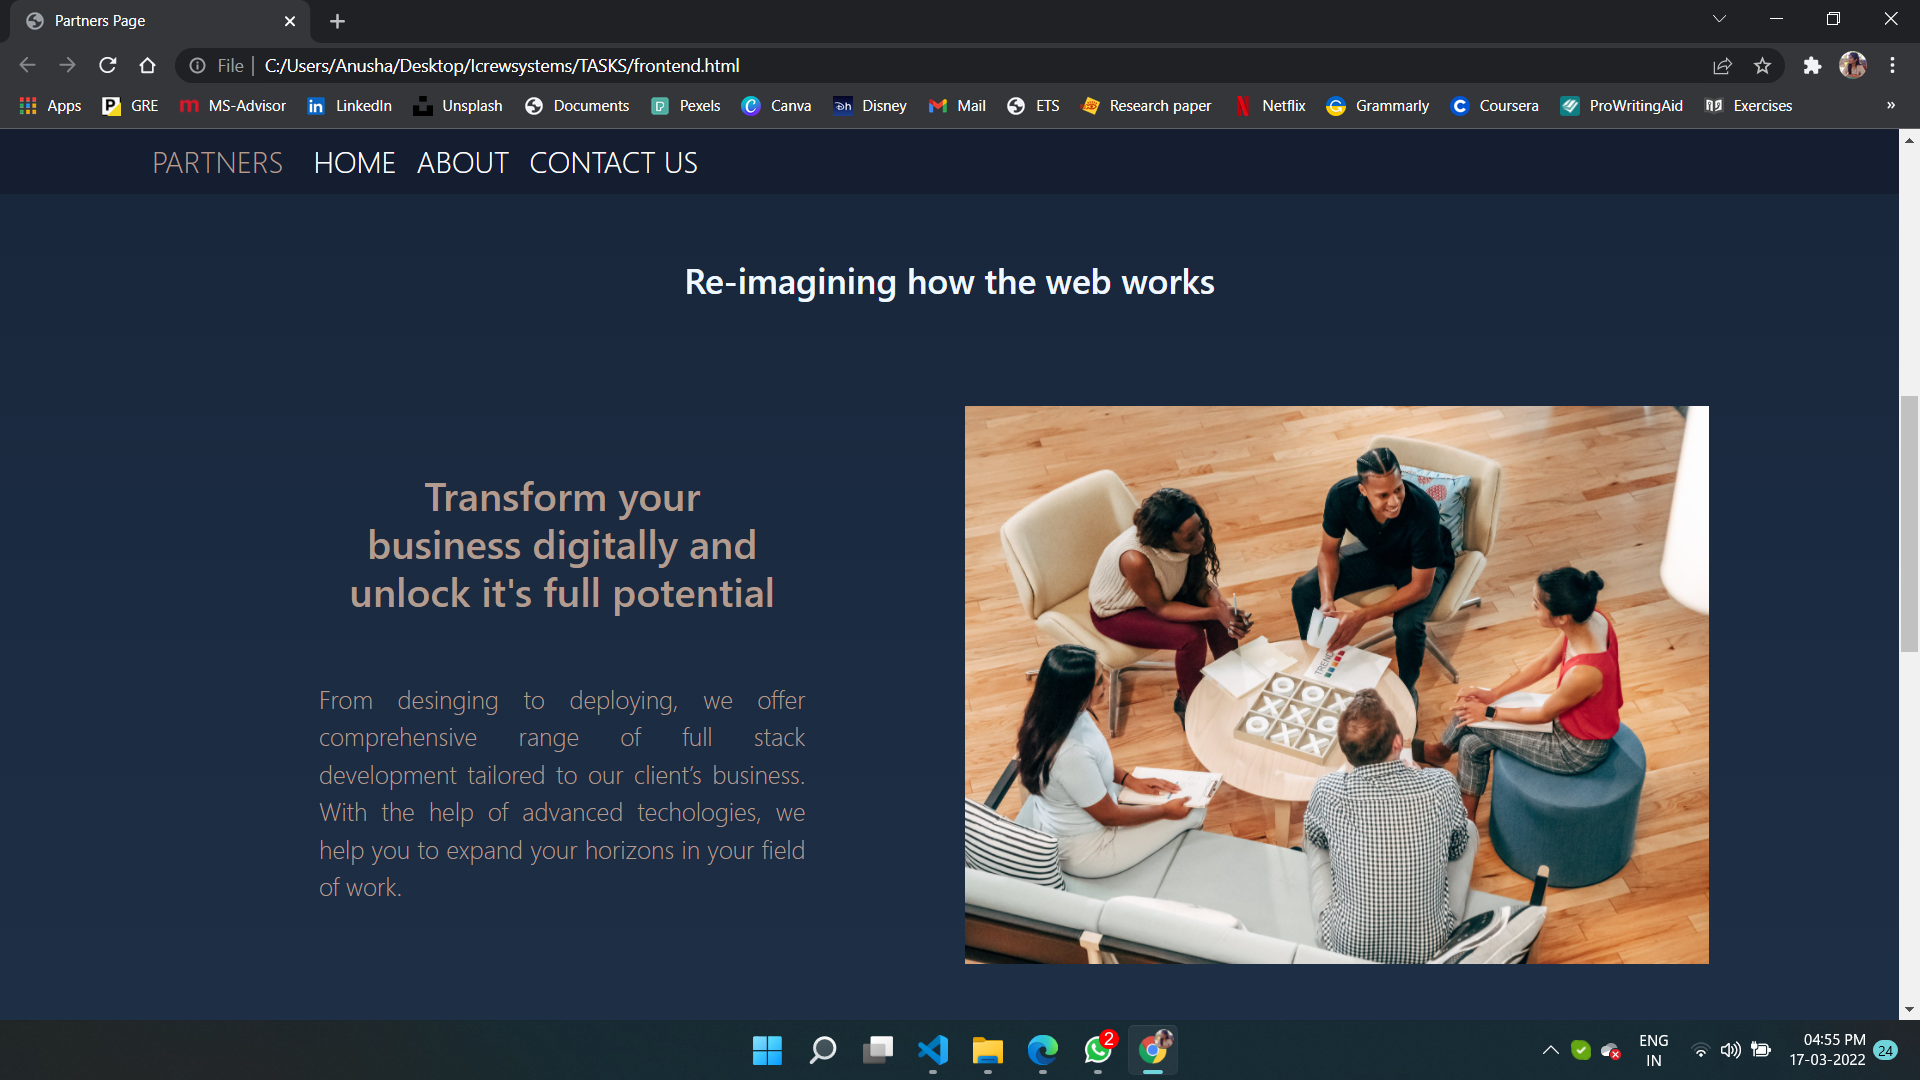 Partners Page
File C:/Users/Anusha/Desktop/Icrewsystems/TASKS/frontend.html
Apps GRE MS-Advisor LinkedIn Unsplash Documents Pexels Canva Disney Mail ETS Research paper Netflix Grammarly Coursera ProWritingAid Exercises »
PARTNERS HOME ABOUT CONTACT US
Re-imagining how the web works
Transform your
business digitally and
unlock it's full potential
From desinging to deploying, we offer
comprehensive range of full stack
development tailored to our client’s business.
With the help of advanced techologies, we
help you to expand your horizons in your field
of work.
TREND
2
ENG
IN
04:55 PM
17-03-2022
24